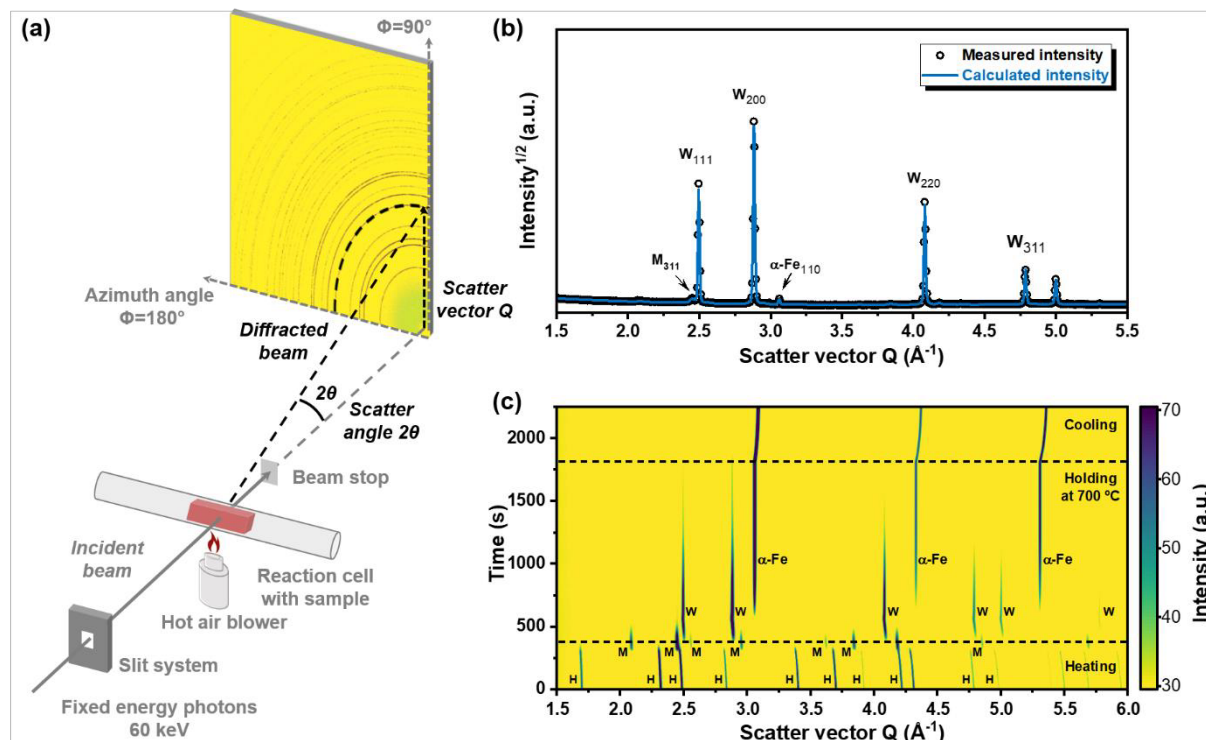 (a)
Φ=90°
Azimuth angle
Φ=180°
Scatter
vector Q
Diffracted
beam
2θ
Scatter
angle 2θ
Beam stop
Incident
beam
Reaction cell
with sample
Hot air blower
Slit system
Fixed energy photons
60 keV
(b)
Measured intensity
Calculated intensity
W200
W111
W220
W311
M311
α-Fe110
Intensity1/2 (a.u.)
1.5 2.0 2.5 3.0 3.5 4.0 4.5 5.0 5.5
Scatter vector Q (Å-1)
(c)
Cooling
Holding
at 700 ºC
α-Fe α-Fe α-Fe
W W W W W W
M M M M M M
Heating
H H H H H H H H H H
Time (s)
2000
1500
1000
500
0
1.5 2.0 2.5 3.0 3.5 4.0 4.5 5.0 5.5 6.0
Scatter vector Q (Å-1)
70
60
50
40
30
Intensity (a.u.)